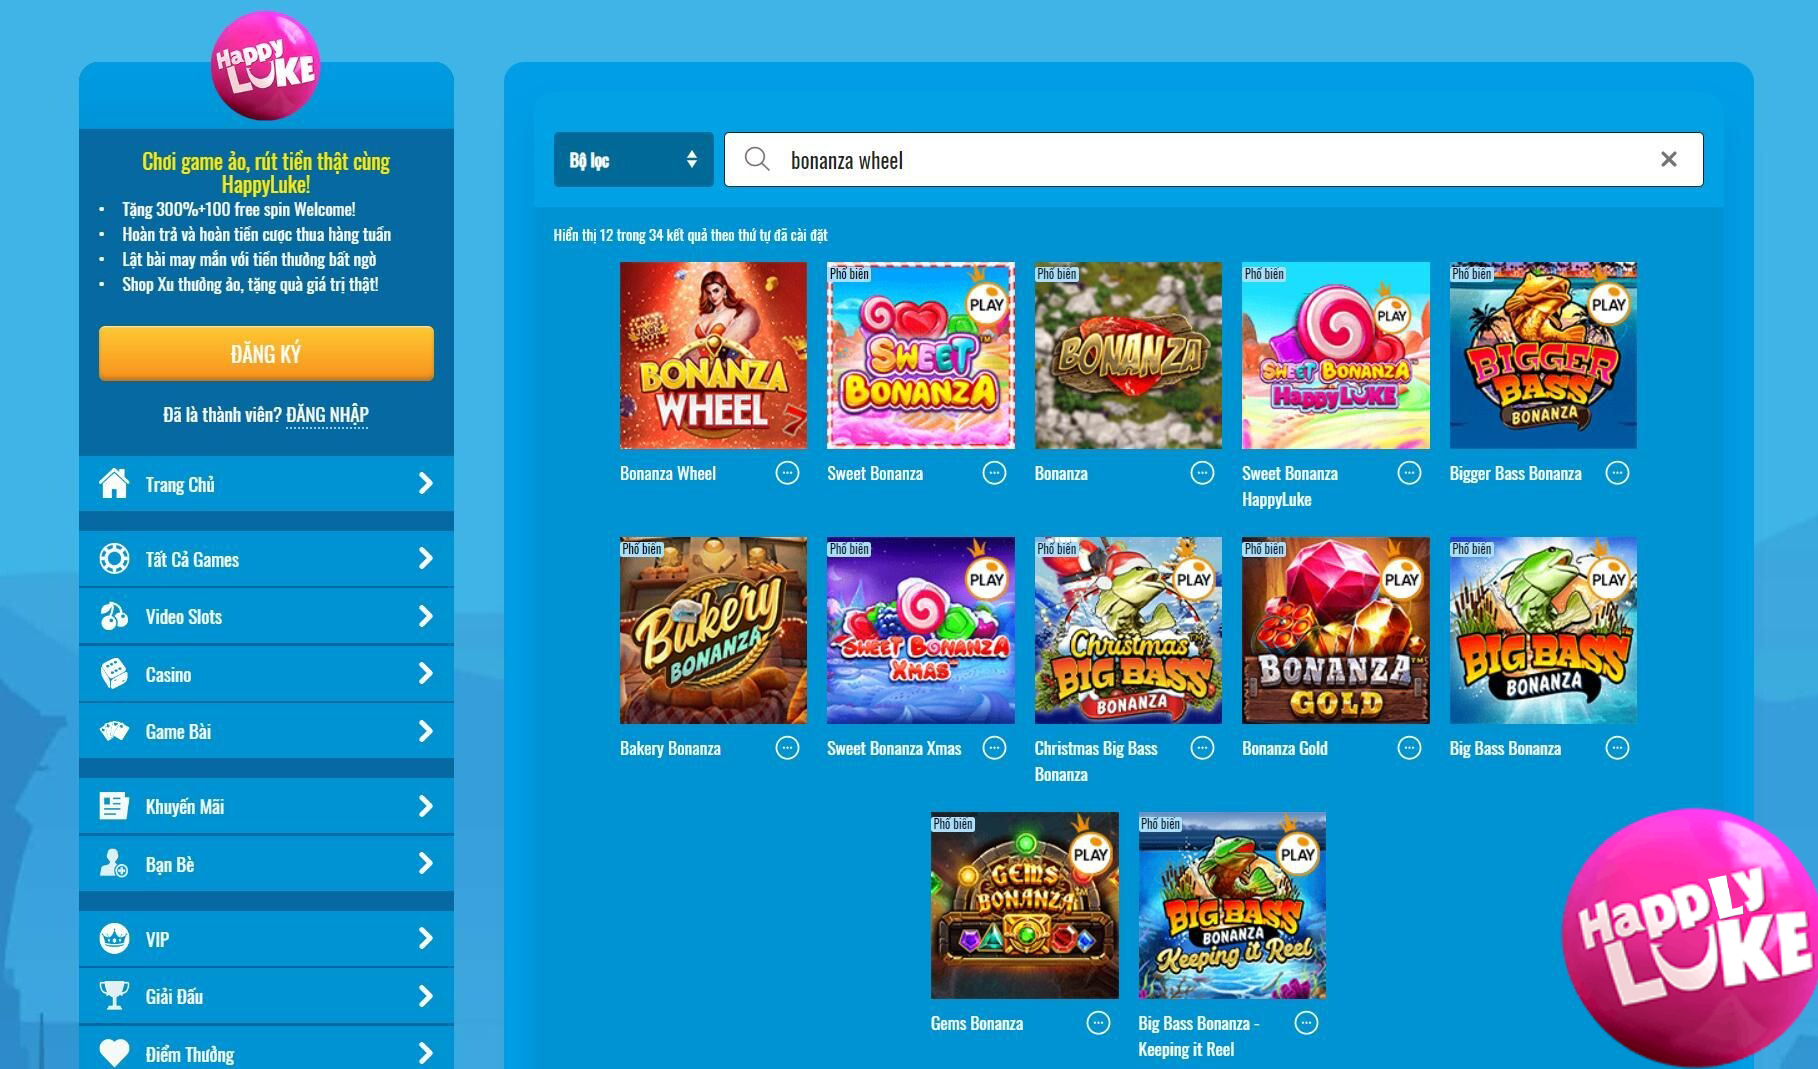 Happy
LUKE
Chơi game ảo, rút tiền thật cùng
HappyLuke!
• Tặng 300%+100 free spin Welcome!
• Hoàn trả và hoàn tiền cược thua hàng tuần
• Lật bài may mắn với tiền thưởng bất ngờ
• Shop Xu thưởng ảo, tặng quà giá trị thật!
ĐĂNG KÝ
Đã là thành viên? ĐĂNG NHẬP
Trang Chủ
Tất Cả Games
Video Slots
Casino
Game Bài
Khuyến Mãi
Bạn Bè
VIP
Giải Đấu
Điểm Thưởng
Bộ lọc
bonanza wheel
Hiển thị 12 trong 34 kết quả theo thứ tự đã cài đặt
JACK
POT
BONANZA
WHEEL
7
Bonanza Wheel
Phổ biến
PLAY
SWEET
BONANZA
Sweet Bonanza
Phổ biến
BONANZA
Bonanza
Phổ biến
PLAY
SWEET BONANZA
HappyLUKE
Sweet Bonanza
HappyLuke
Phổ biến
PLAY
BIGGER
BASS
BONANZA
Bigger Bass Bonanza
Phổ biến
Bakery
BONANZA
Bakery Bonanza
Phổ biến
PLAY
SWEET BONANZA
XMAS
Sweet Bonanza Xmas
Phổ biến
PLAY
Christmas
BIG BASS
BONANZA
Christmas Big Bass
Bonanza
Phổ biến
PLAY
BONANZA
GOLD
Bonanza Gold
Phổ biến
PLAY
BIG BASS
BONANZA
Big Bass Bonanza
Phổ biến
PLAY
GEMS
BONANZA
Gems Bonanza
Phổ biến
PLAY
BIG BASS
BONANZA
Keeping it Reel
Big Bass Bonanza -
Keeping it Reel
HappLy
LUKE